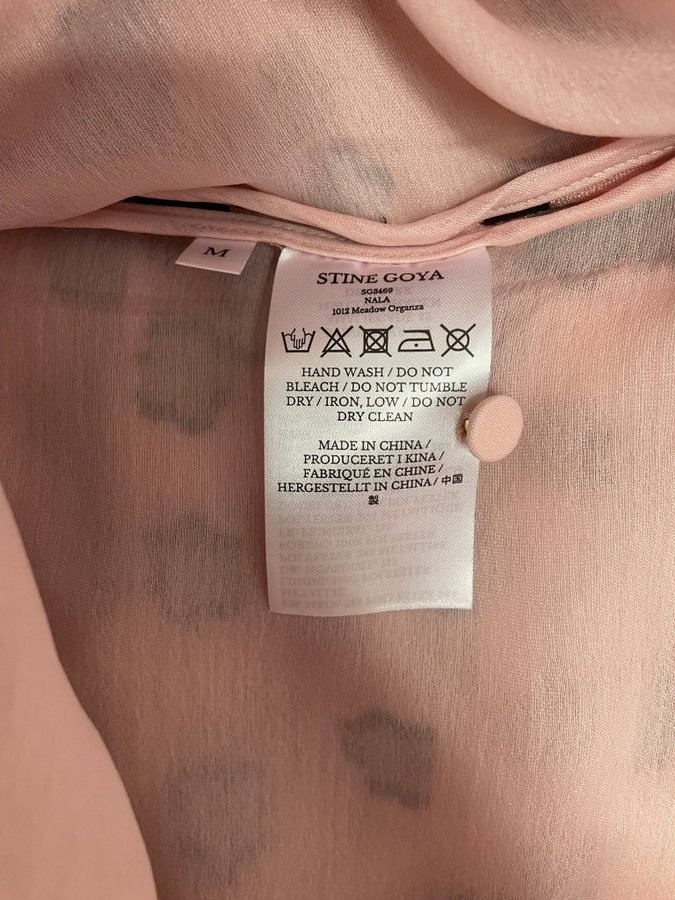 M
STINE GOYA
SG3469
NALA
1012 Meadow Organza
HAND WASH / DO NOT
BLEACH / DO NOT TUMBLE
DRY / IRON, LOW / DO NOT
DRY CLEAN
MADE IN CHINA /
PRODUCERET I KINA /
FABRIQUÉ EN CHINE /
HERGESTELLT IN CHINA / 中国
製